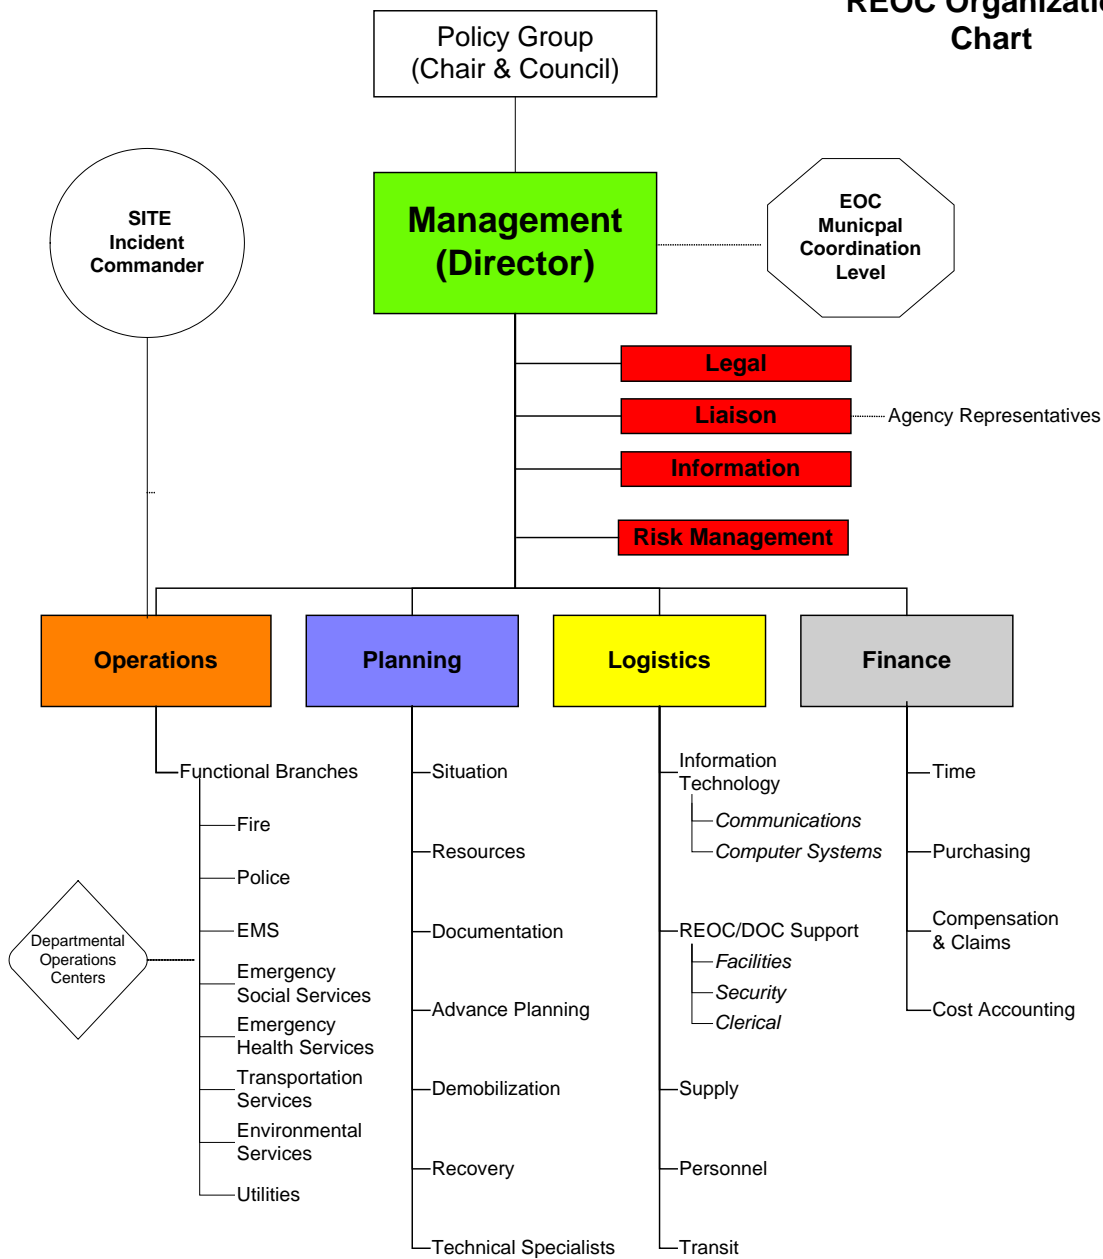 REOC Organizatio
Chart
Policy Group
(Chair & Council)
SITE
Incident
Commander
Management
(Director)
EOC
Municpal
Coordination
Level
Legal
Liaison
Agency Representatives
Information
Risk Management
Operations
Planning
Logistics
Finance
Functional Branches
Fire
Police
EMS
Emergency
Social Services
Emergency
Health Services
Transportation
Services
Environmental
Services
Utilities
Departmental
Operations
Centers
Situation
Resources
Documentation
Advance Planning
Demobilization
Recovery
Technical Specialists
Information
Technology
Communications
Computer Systems
REOC/DOC Support
Facilities
Security
Clerical
Supply
Personnel
Transit
Time
Purchasing
Compensation
& Claims
Cost Accounting